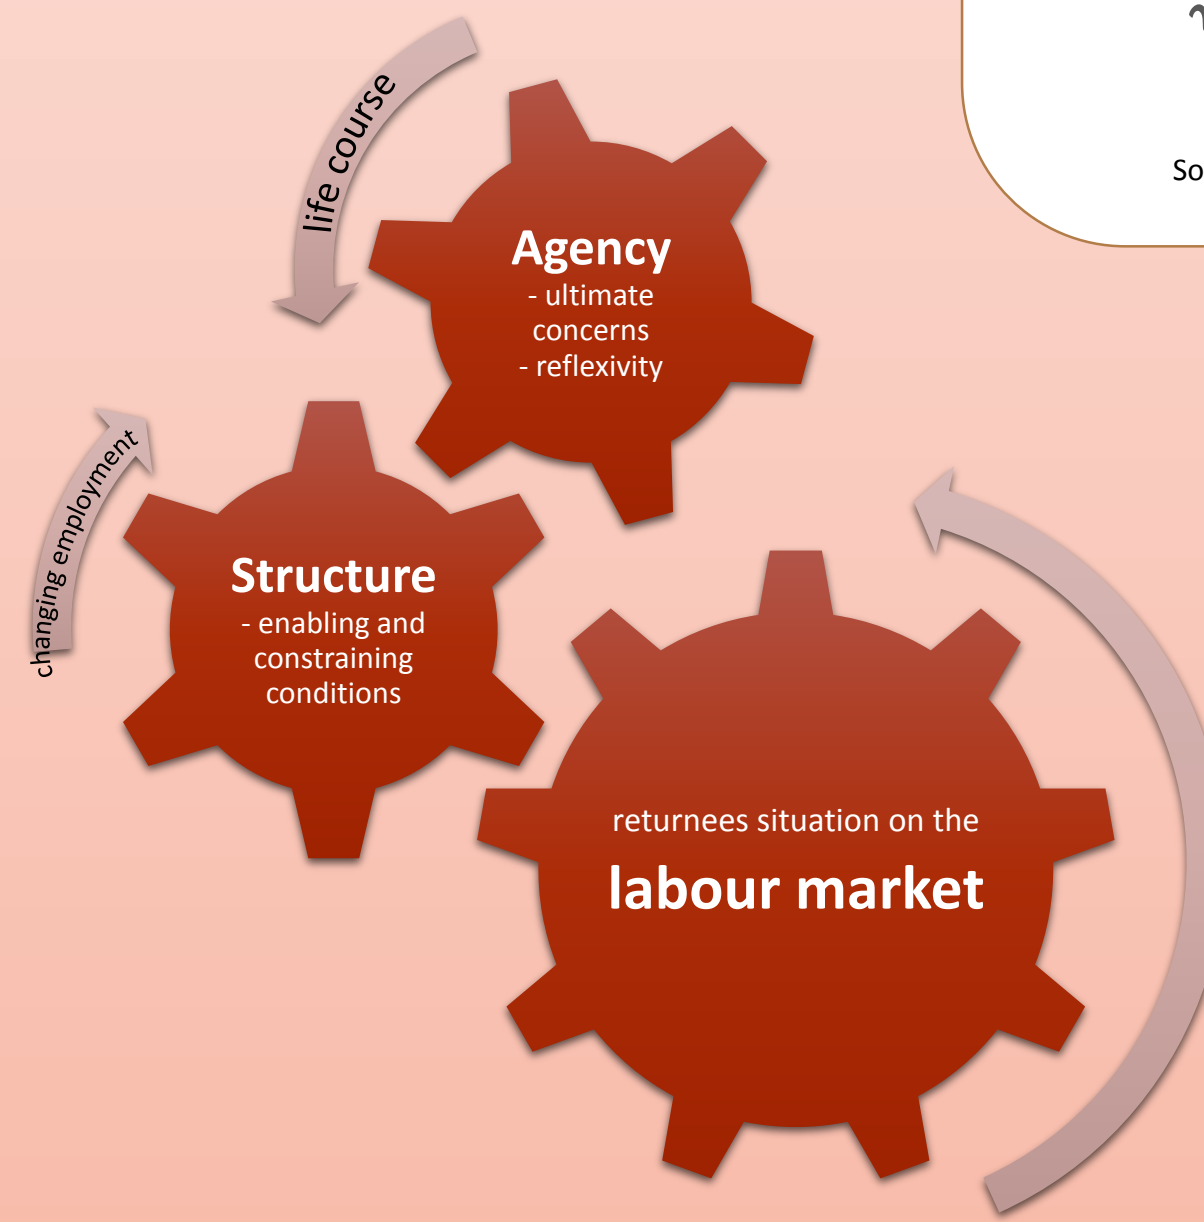 life course
Agency
- ultimate
concerns
- reflexivity
changing employment
Structure
- enabling and
constraining
conditions
returnees situation on the
labour market
So